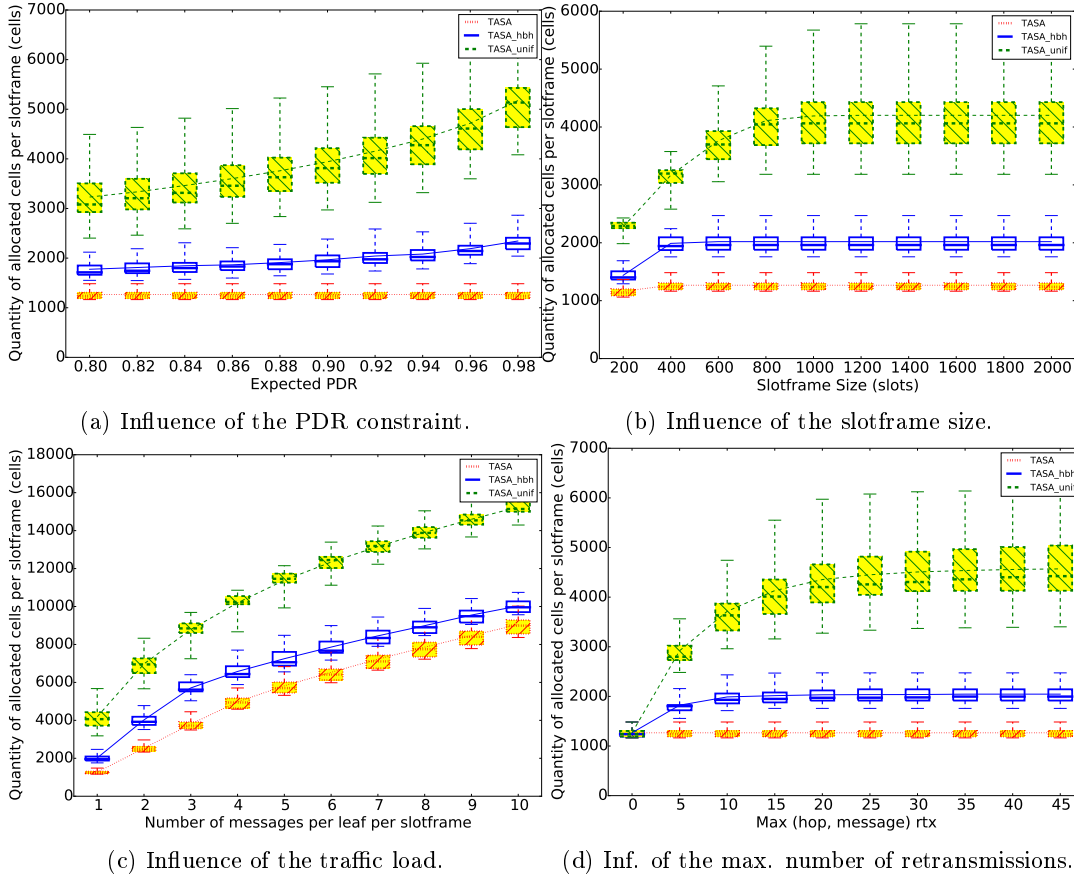 Quantity of allocated cells per slotframe (cells)
7000
6000
5000
4000
3000
2000
1000
0
TASA
TASA_hbh
TASA_unif
0.80 0.82 0.84 0.86 0.88 0.90 0.92 0.94 0.96 0.98
Expected PDR
(a) Influence of the PDR constraint.
Quantity of allocated cells per slotframe (cells)
6000
5000
4000
3000
2000
1000
0
TASA
TASA_hbh
TASA_unif
200 400 600 800 1000 1200 1400 1600 1800 2000
Slotframe Size (slots)
(b) Influence of the slotframe size.
Quantity of allocated cells per slotframe (cells)
18000
16000
14000
12000
10000
8000
6000
4000
2000
0
TASA
TASA_hbh
TASA_unif
1 2 3 4 5 6 7 8 9 10
Number of messages per leaf per slotframe
(c) Influence of the traffic load.
Quantity of allocated cells per slotframe (cells)
7000
6000
5000
4000
3000
2000
1000
0
TASA
TASA_hbh
TASA_unif
0 5 10 15 20 25 30 35 40 45
Max (hop, message) rtx
(d) Inf. of the max. number of retransmissions.